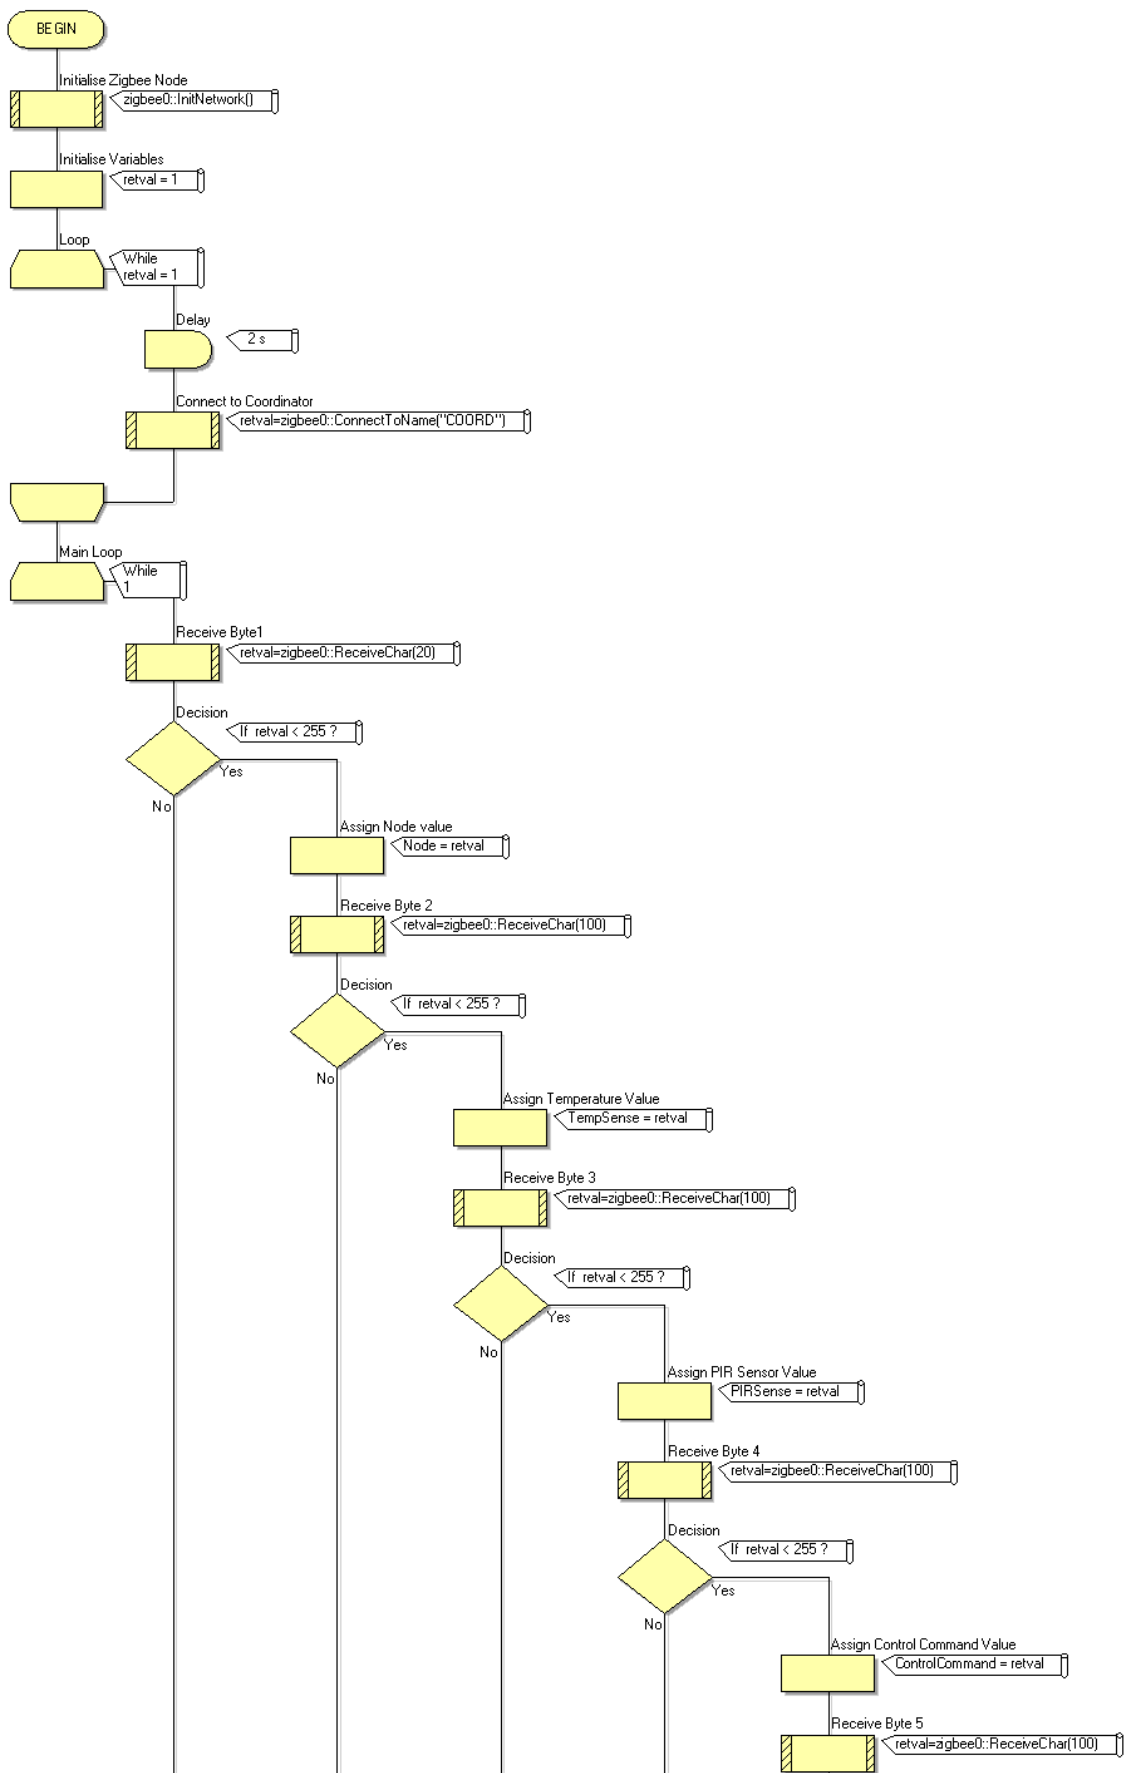 BEGIN
Initialise Zigbee Node
zigbee0::InitNetwork()
Initialise Variables
retval = 1
Loop
While
retval = 1
Delay
2 s
Connect to Coordinator
retval=zigbee0::ConnectToName("COORD")
Main Loop
While
1
Receive Byte1
retval=zigbee0::ReceiveChar(20)
Decision
If retval < 255 ?
Yes
No
Assign Node value
Node = retval
Receive Byte 2
retval=zigbee0::ReceiveChar(100)
Decision
If retval < 255 ?
Yes
No
Assign Temperature Value
TempSense = retval
Receive Byte 3
retval=zigbee0::ReceiveChar(100)
Decision
If retval < 255 ?
Yes
No
Assign PIR Sensor Value
PIRSense = retval
Receive Byte 4
retval=zigbee0::ReceiveChar(100)
Decision
If retval < 255 ?
Yes
No
Assign Control Command Value
ControlCommand = retval
Receive Byte 5
retval=zigbee0::ReceiveChar(100)